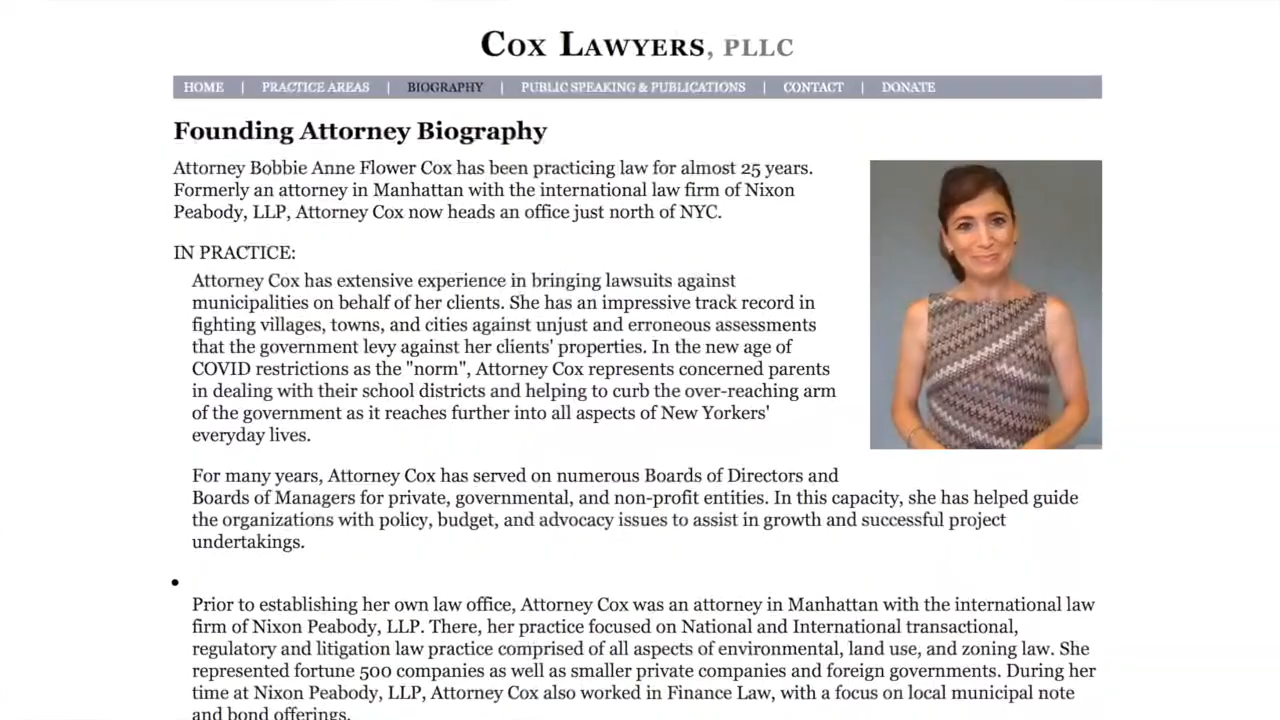 COX LAWYERS, PLLC
HOME | PRACTICE AREAS | BIOGRAPHY | PUBLIC SPEAKING & PUBLICATIONS | CONTACT | DONATE
Founding Attorney Biography
Attorney Bobbie Anne Flower Cox has been practicing law for almost 25 years.
Formerly an attorney in Manhattan with the international law firm of Nixon
Peabody, LLP, Attorney Cox now heads an office just north of NYC.
IN PRACTICE:
Attorney Cox has extensive experience in bringing lawsuits against
municipalities on behalf of her clients. She has an impressive track record in
fighting villages, towns, and cities against unjust and erroneous assessments
that the government levy against her clients' properties. In the new age of
COVID restrictions as the "norm", Attorney Cox represents concerned parents
in dealing with their school districts and helping to curb the over-reaching arm
of the government as it reaches further into all aspects of New Yorkers'
everyday lives.
For many years, Attorney Cox has served on numerous Boards of Directors and
Boards of Managers for private, governmental, and non-profit entities. In this capacity, she has helped guide
the organizations with policy, budget, and advocacy issues to assist in growth and successful project
undertakings.
Prior to establishing her own law office, Attorney Cox was an attorney in Manhattan with the international law
firm of Nixon Peabody, LLP. There, her practice focused on National and International transactional,
regulatory and litigation law practice comprised of all aspects of environmental, land use, and zoning law. She
represented fortune 500 companies as well as smaller private companies and foreign governments. During her
time at Nixon Peabody, LLP, Attorney Cox also worked in Finance Law, with a focus on local municipal note
and bond offerings.